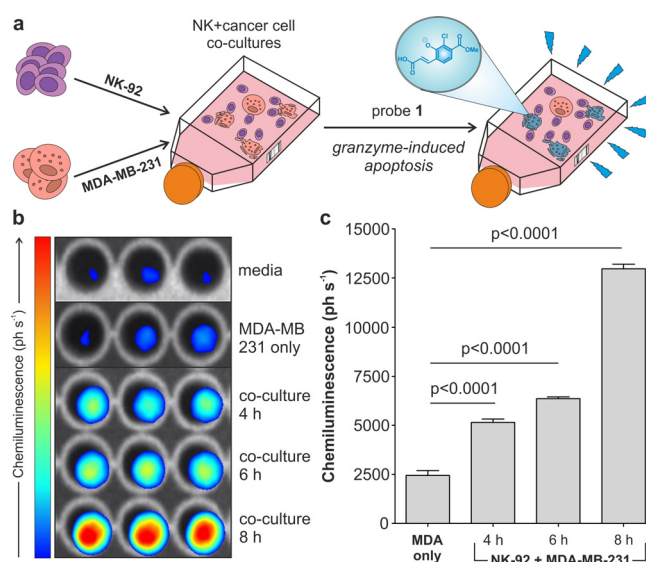 a
NK+cancer cell
co-cultures
NK-92
MDA-MB-231
probe 1
granzyme-induced
apoptosis
HO
O
O
Cl
O
OMe
b
Chemiluminescence (ph s⁻¹)
media
MDA-MB
231 only
co-culture
4 h
co-culture
6 h
co-culture
8 h
c
Chemiluminescence (ph s⁻¹)
15000
12500
10000
7500
5000
2500
0
p<0.0001
p<0.0001
p<0.0001
MDA
only
4 h
6 h
8 h
NK-92 + MDA-MB-231